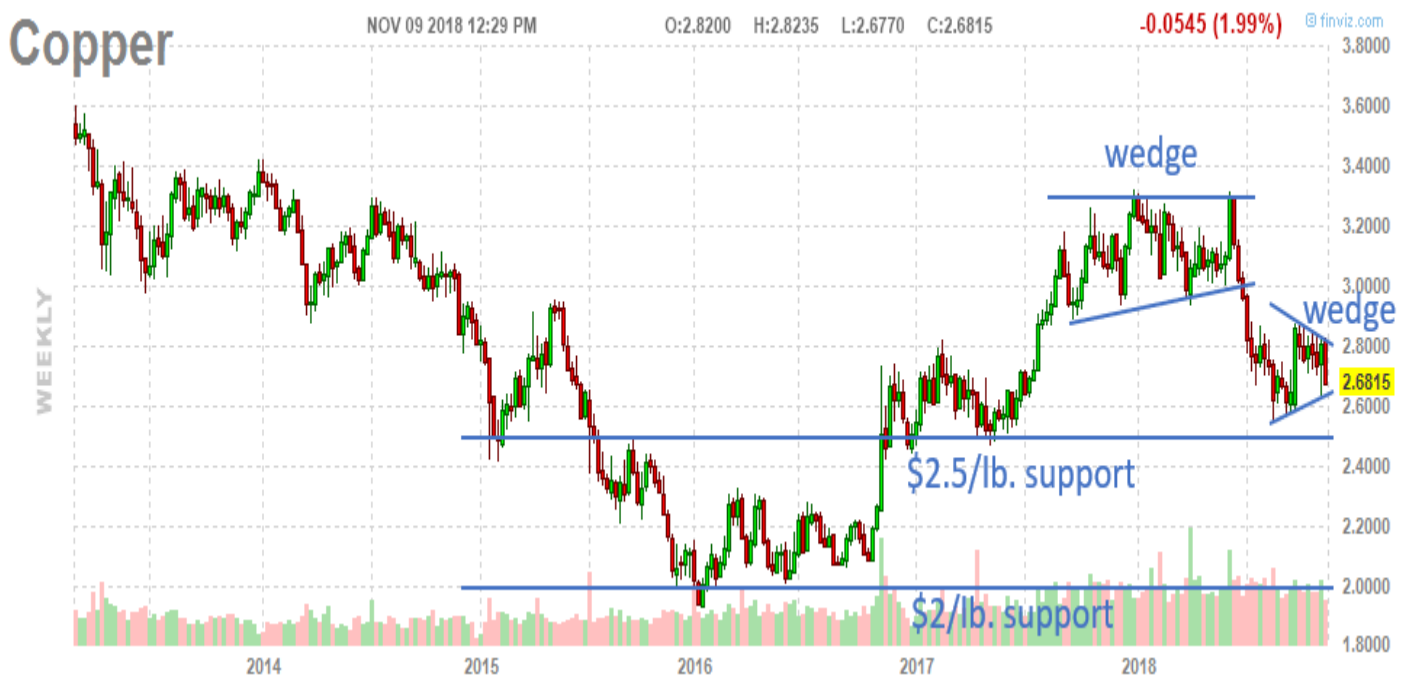 Copper
NOV 09 2018 12:29 PM O:2.8200 H:2.8235 L:2.6770 C:2.6815 -0.0545 (1.99%) © finviz.com
3.8000
3.6000
wedge
3.4000
3.2000
3.0000
wedge
2.8000
2.6815
2.6000
$2.5/lb. support
2.4000
2.2000
2.0000
$2/lb. support
1.8000
WEEKLY
2014 2015 2016 2017 2018